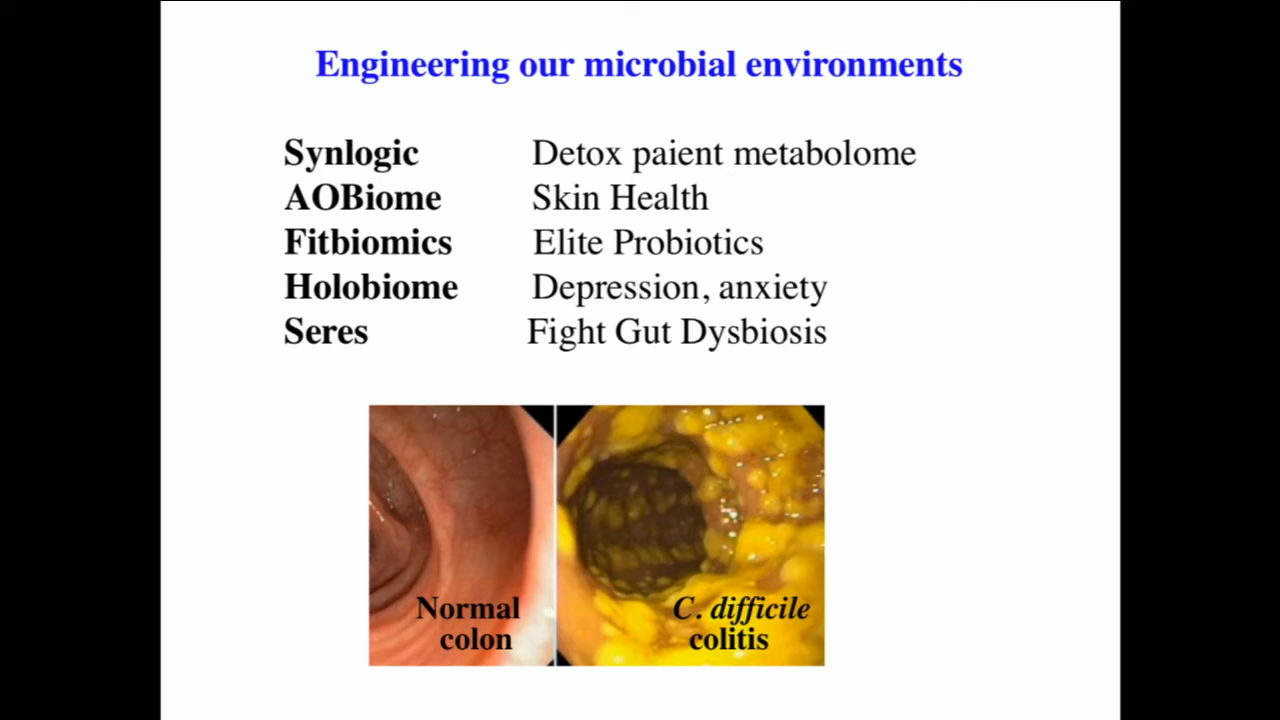 Engineering our microbial environments
Synlogic Detox paient metabolome
AOBiome Skin Health
Fitbiomics Elite Probiotics
Holobiome Depression, anxiety
Seres Fight Gut Dysbiosis
Normal colon
C. difficile colitis